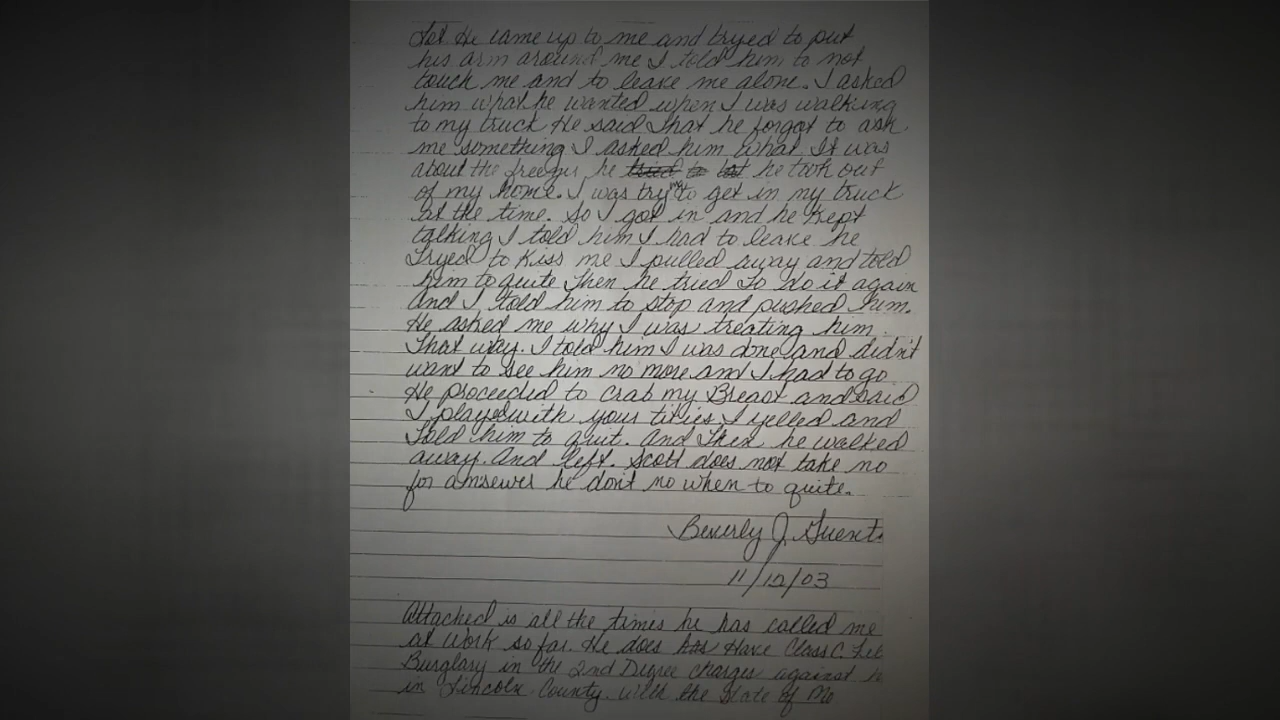 Lot He came up to me and tryed to put
his arm around me I told him to not
touch me and to leave me alone. I asked
him what he wanted when I was walking
to my truck He said That he forgot to ask
me something I asked him what It was
about the freezer he tried to he took out
of my home. I was trying to get in my truck
at the time. So I got in and he kept
talking I told him I had to leave he
Tryed to Kiss me I pulled away and told
him to quite Then he tried To do it again
And I told him to stop and pushed him.
He asked me why I was treating him
That way. I told him I was done and didn't
want to see him no more and I had to go
He proceeded to Crab my Breast and said
I played with your tities I yelled and
Told him to quit. And Then he walked
away. And left. Scott does not take no
for amsewer he don't no when to quite.
Beverly J. Guent
11/12/03
Attached is all the times he has called me
at work so far. He does has Have Class C. Fel
Burglary in the 2nd Degree charges against h
in Lincoln County with the State of Mo